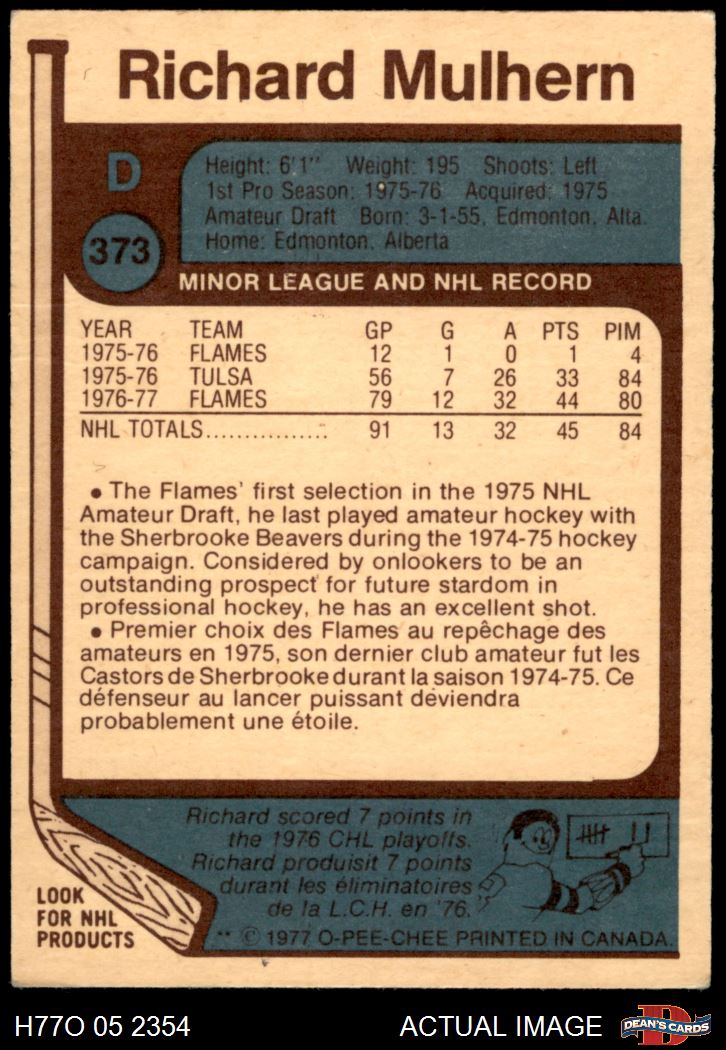 Richard Mulhern
D
373
Height: 6'1" Weight: 195 Shoots: Left
1st Pro Season: 1975-76 Acquired: 1975
Amateur Draft Born: 3-1-55, Edmonton, Alta.
Home: Edmonton, Alberta
MINOR LEAGUE AND NHL RECORD
YEAR TEAM GP G A PTS PIM
1975-76 FLAMES 12 1 0 1 4
1975-76 TULSA 56 7 26 33 84
1976-77 FLAMES 79 12 32 44 80
NHL TOTALS................ 91 13 32 45 84
• The Flames' first selection in the 1975 NHL
Amateur Draft, he last played amateur hockey with
the Sherbrooke Beavers during the 1974-75 hockey
campaign. Considered by onlookers to be an
outstanding prospect for future stardom in
professional hockey, he has an excellent shot.
• Premier choix des Flames au repêchage des
amateurs en 1975, son dernier club amateur fut les
Castors de Sherbrooke durant la saison 1974-75. Ce
défenseur au lancer puissant deviendra
probablement une étoile.
Richard scored 7 points in
the 1976 CHL playoffs.
Richard produisit 7 points
durant les éliminatoires
de la L.C.H. en '76.
LOOK
FOR NHL
PRODUCTS
** © 1977 O-PEE-CHEE PRINTED IN CANADA.
H77O 05 2354 ACTUAL IMAGE
D
DEAN'S CARDS